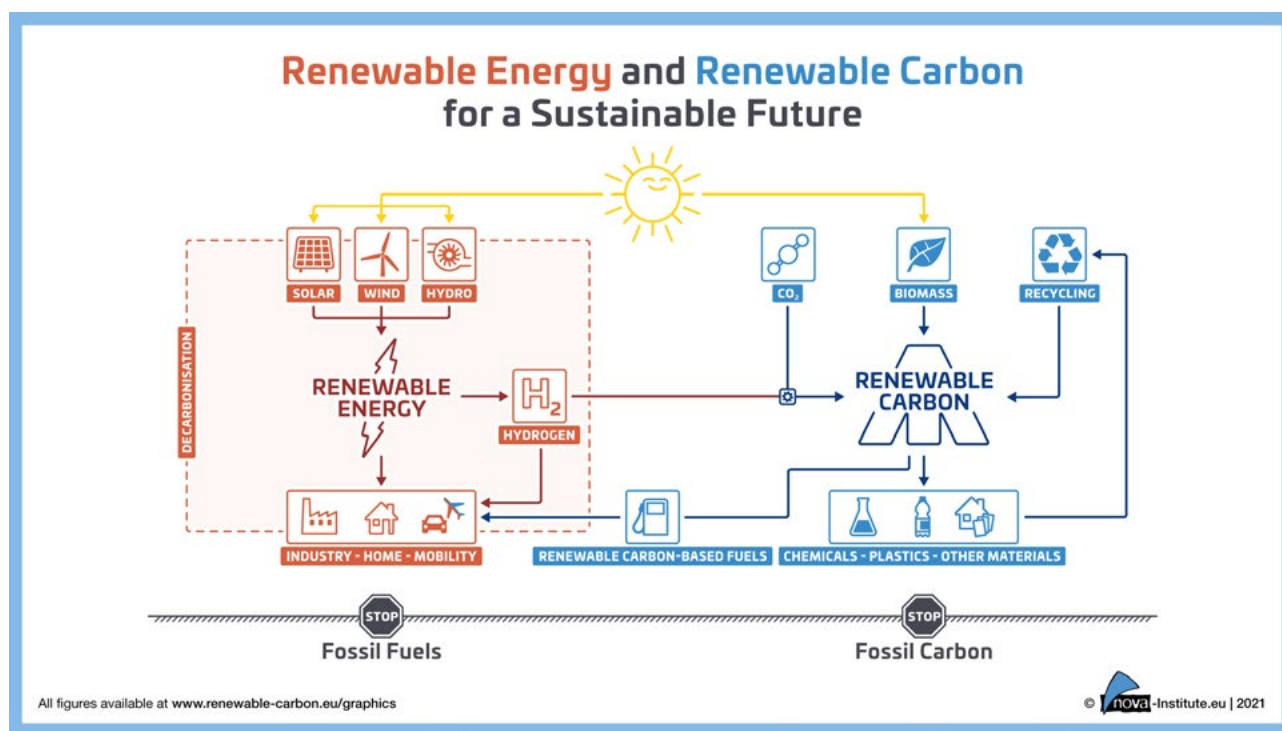 Renewable Energy and Renewable Carbon
for a Sustainable Future
SOLAR
WIND
HYDRO
CO₂
BIOMASS
RECYCLING
DECARBONISATION
RENEWABLE
ENERGY
H₂
HYDROGEN
RENEWABLE
CARBON
INDUSTRY - HOME - MOBILITY
RENEWABLE CARBON-BASED FUELS
CHEMICALS - PLASTICS - OTHER MATERIALS
STOP
Fossil Fuels
STOP
Fossil Carbon
All figures available at www.renewable-carbon.eu/graphics
© nova-Institute.eu | 2021